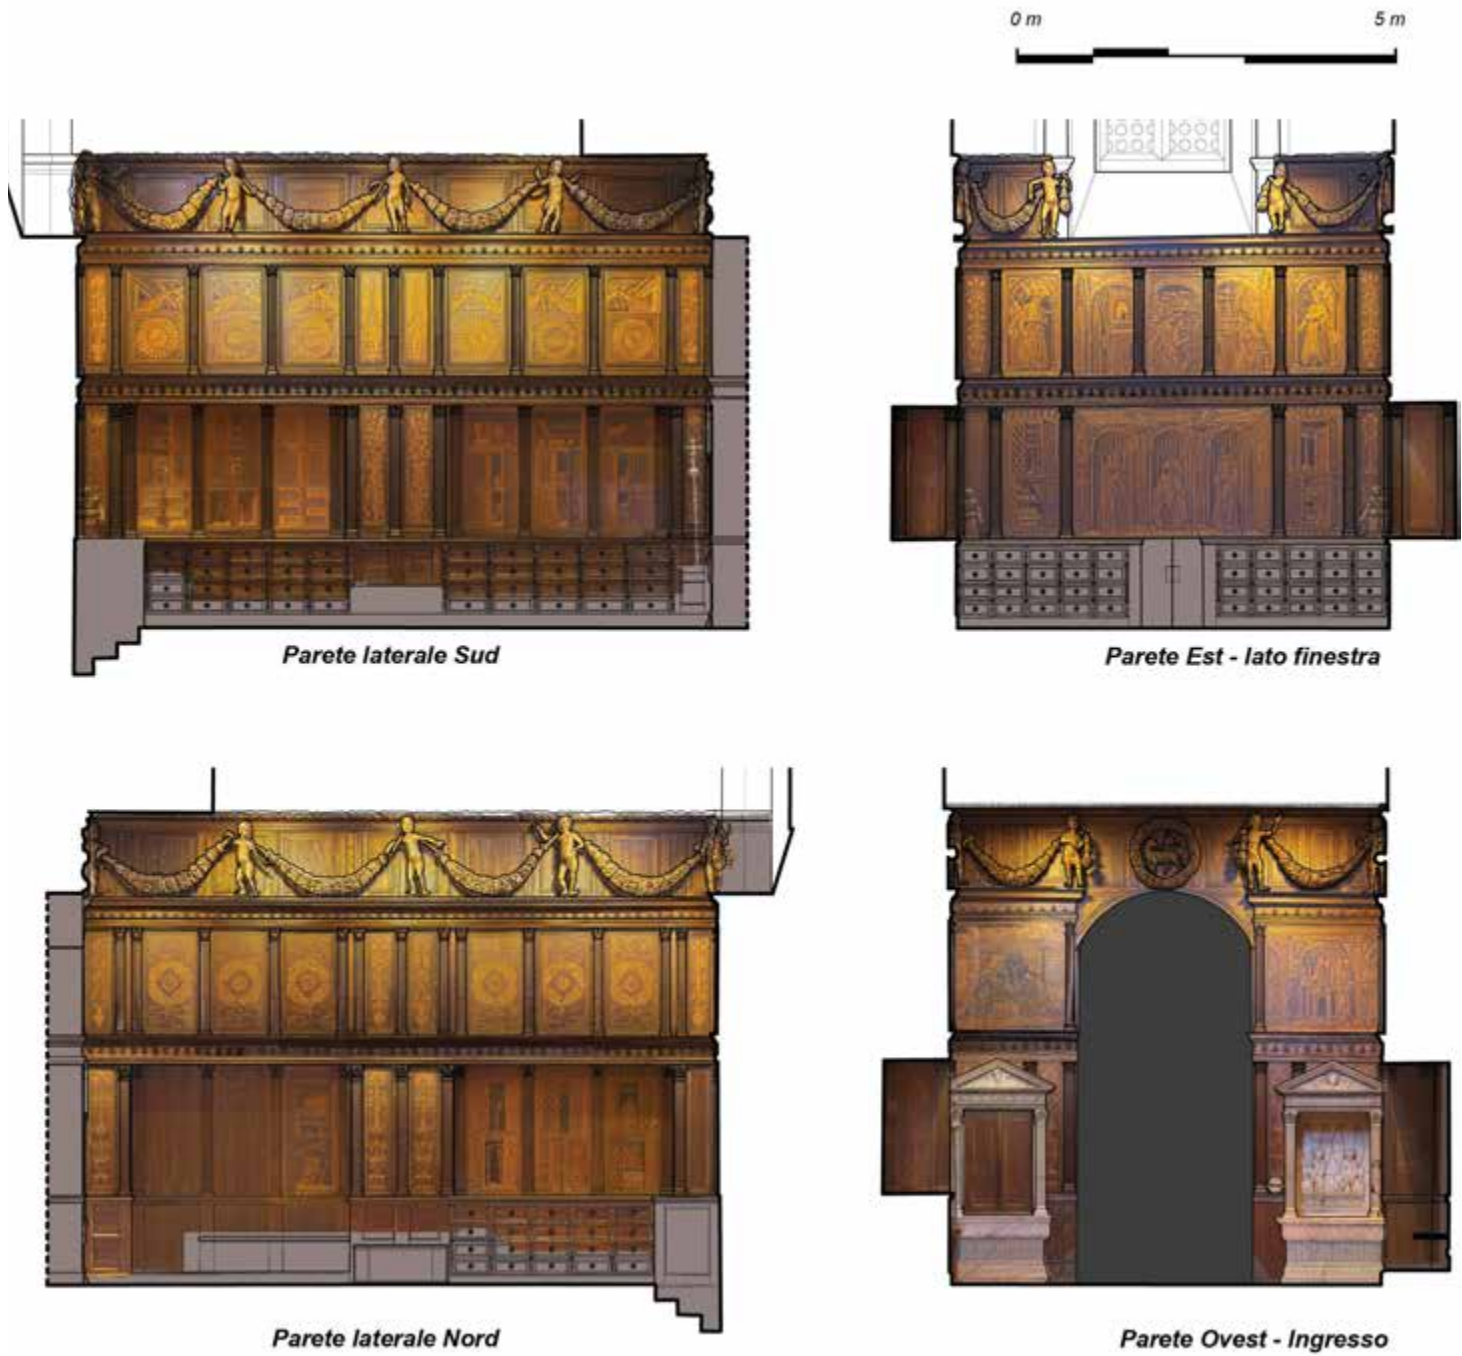 0 m 5 m
Parete laterale Sud
Parete Est - lato finestra
Parete laterale Nord
Parete Ovest - Ingresso